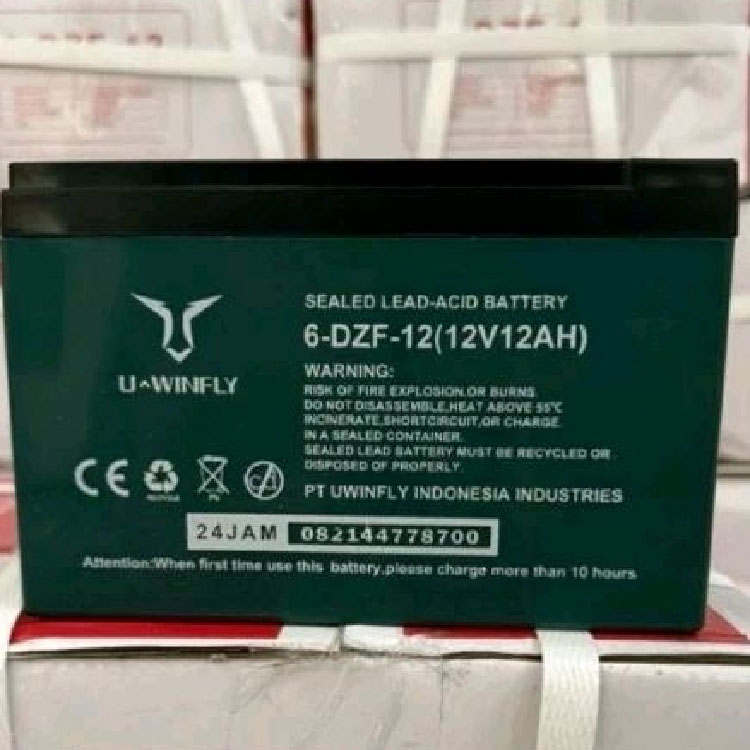 DZF-12
SEALED LEAD-ACID BATTERY
6-DZF-12(12V12AH)
U-WINFLY
WARNING:
RISK OF FIRE EXPLOSION.OR BURNS
DO NOT DISASSEMBLE,HEAT ABOVE 55℃
INCINERATE,SHORTCIRCUIT,OR CHARGE
IN A SEALED CONTAINER.
SEALED LEAD BATTERY MUST BE RECYCLED OR
DISPOSED OF PROPERLY.
CE
PT UWINFLY INDONESIA INDUSTRIES
24JAM 082144778700
Attention:When first time use this battery,please charge more than 10 hours